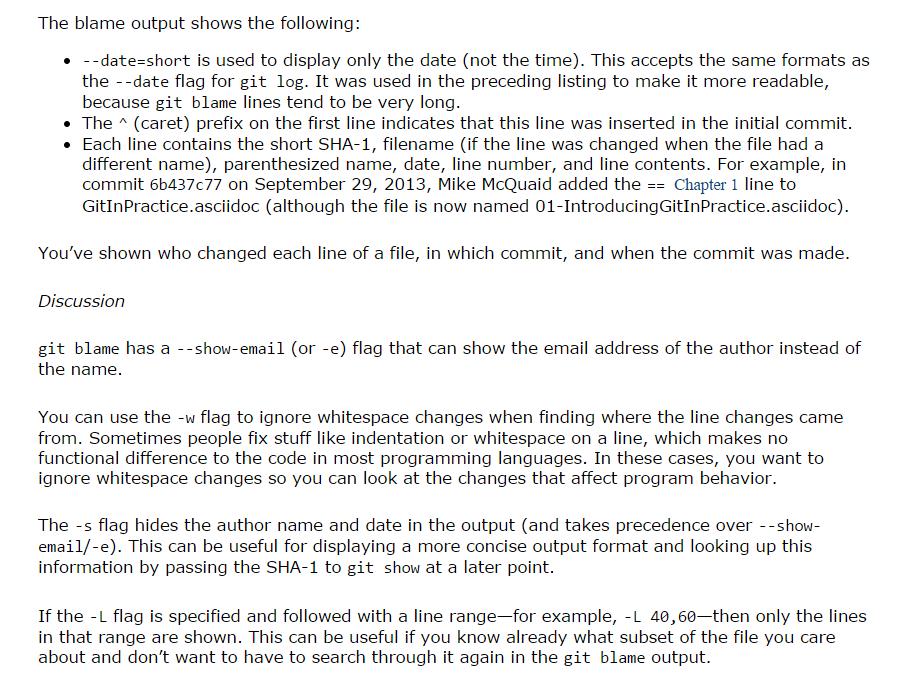 The blame output shows the following:
• --date=short is used to display only the date (not the time). This accepts the same formats as
the --date flag for git log. It was used in the preceding listing to make it more readable,
because git blame lines tend to be very long.
• The ^ (caret) prefix on the first line indicates that this line was inserted in the initial commit.
• Each line contains the short SHA-1, filename (if the line was changed when the file had a
different name), parenthesized name, date, line number, and line contents. For example, in
commit 6b437c77 on September 29, 2013, Mike McQuaid added the == Chapter 1 line to
GitInPractice.asciidoc (although the file is now named 01-IntroducingGitInPractice.asciidoc).
You’ve shown who changed each line of a file, in which commit, and when the commit was made.
Discussion
git blame has a --show-email (or -e) flag that can show the email address of the author instead of
the name.
You can use the -w flag to ignore whitespace changes when finding where the line changes came
from. Sometimes people fix stuff like indentation or whitespace on a line, which makes no
functional difference to the code in most programming languages. In these cases, you want to
ignore whitespace changes so you can look at the changes that affect program behavior.
The -s flag hides the author name and date in the output (and takes precedence over --show-
email/-e). This can be useful for displaying a more concise output format and looking up this
information by passing the SHA-1 to git show at a later point.
If the -L flag is specified and followed with a line range—for example, -L 40,60—then only the lines
in that range are shown. This can be useful if you know already what subset of the file you care
about and don’t want to have to search through it again in the git blame output.